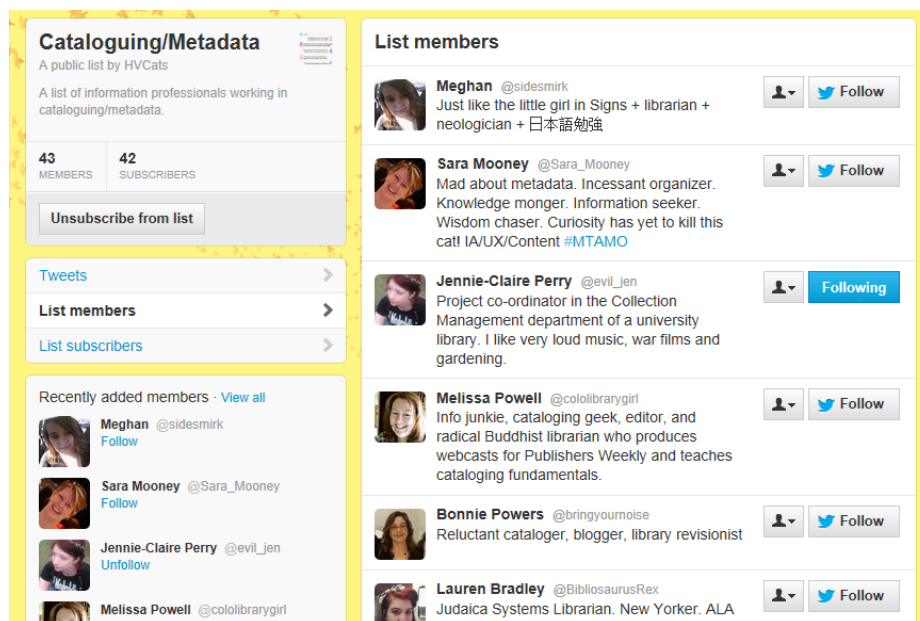 Cataloguing/Metadata
A public list by HVCats
A list of information professionals working in
cataloguing/metadata.
43
MEMBERS
42
SUBSCRIBERS
Unsubscribe from list
Tweets
List members
List subscribers
Recently added members · View all
Meghan @sidesmirk
Follow
Sara Mooney @Sara_Mooney
Follow
Jennie-Claire Perry @evil_jen
Unfollow
Melissa Powell @cololibrarygirl
List members
Meghan @sidesmirk
Just like the little girl in Signs + librarian +
neologician + 日本語勉強
Follow
Sara Mooney @Sara_Mooney
Mad about metadata. Incessant organizer.
Knowledge monger. Information seeker.
Wisdom chaser. Curiosity has yet to kill this
cat! IA/UX/Content #MTAMO
Follow
Jennie-Claire Perry @evil_jen
Project co-ordinator in the Collection
Management department of a university
library. I like very loud music, war films and
gardening.
Following
Melissa Powell @cololibrarygirl
Info junkie, cataloging geek, editor, and
radical Buddhist librarian who produces
webcasts for Publishers Weekly and teaches
cataloging fundamentals.
Follow
Bonnie Powers @bringyournoise
Reluctant cataloger, blogger, library revisionist
Follow
Lauren Bradley @BibliosaurusRex
Judaica Systems Librarian. New Yorker. ALA
Follow